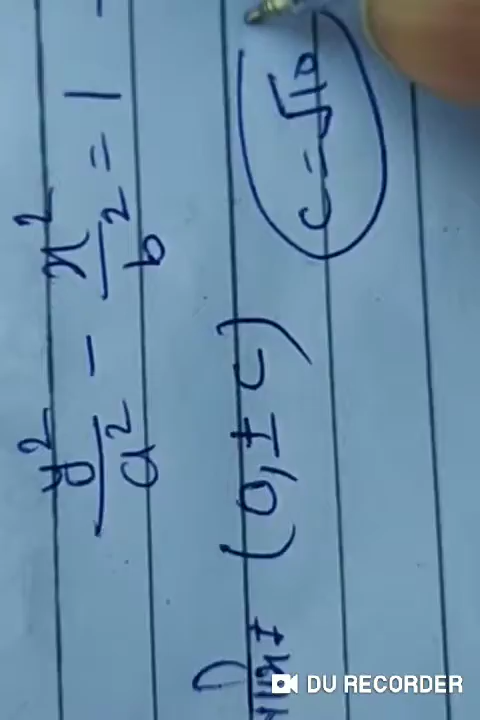 y²/a² - x²/b² = 1 -
(0, ± c) c = √10
DU RECORDER